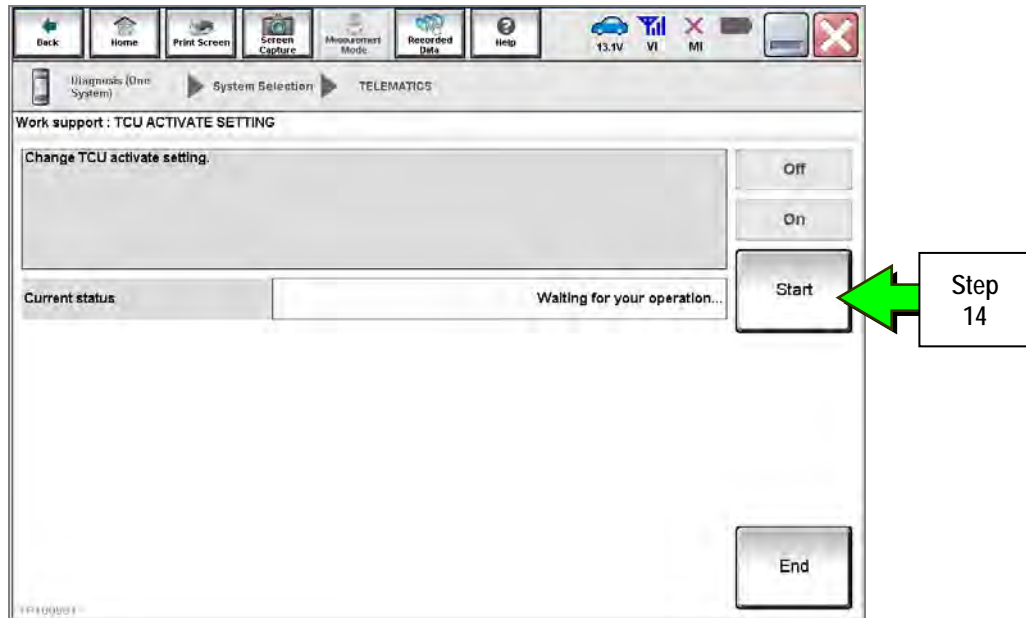 Back
Home
Print Screen
Screen Capture
Measurement Mode
Recorded Data
Help
13.1V
VI
MI
Diagnosis (One System)
System Selection
TELEMATICS
Work support : TCU ACTIVATE SETTING
Change TCU activate setting.
Off
On
Start
Step
14
Current status
Waiting for your operation...
End